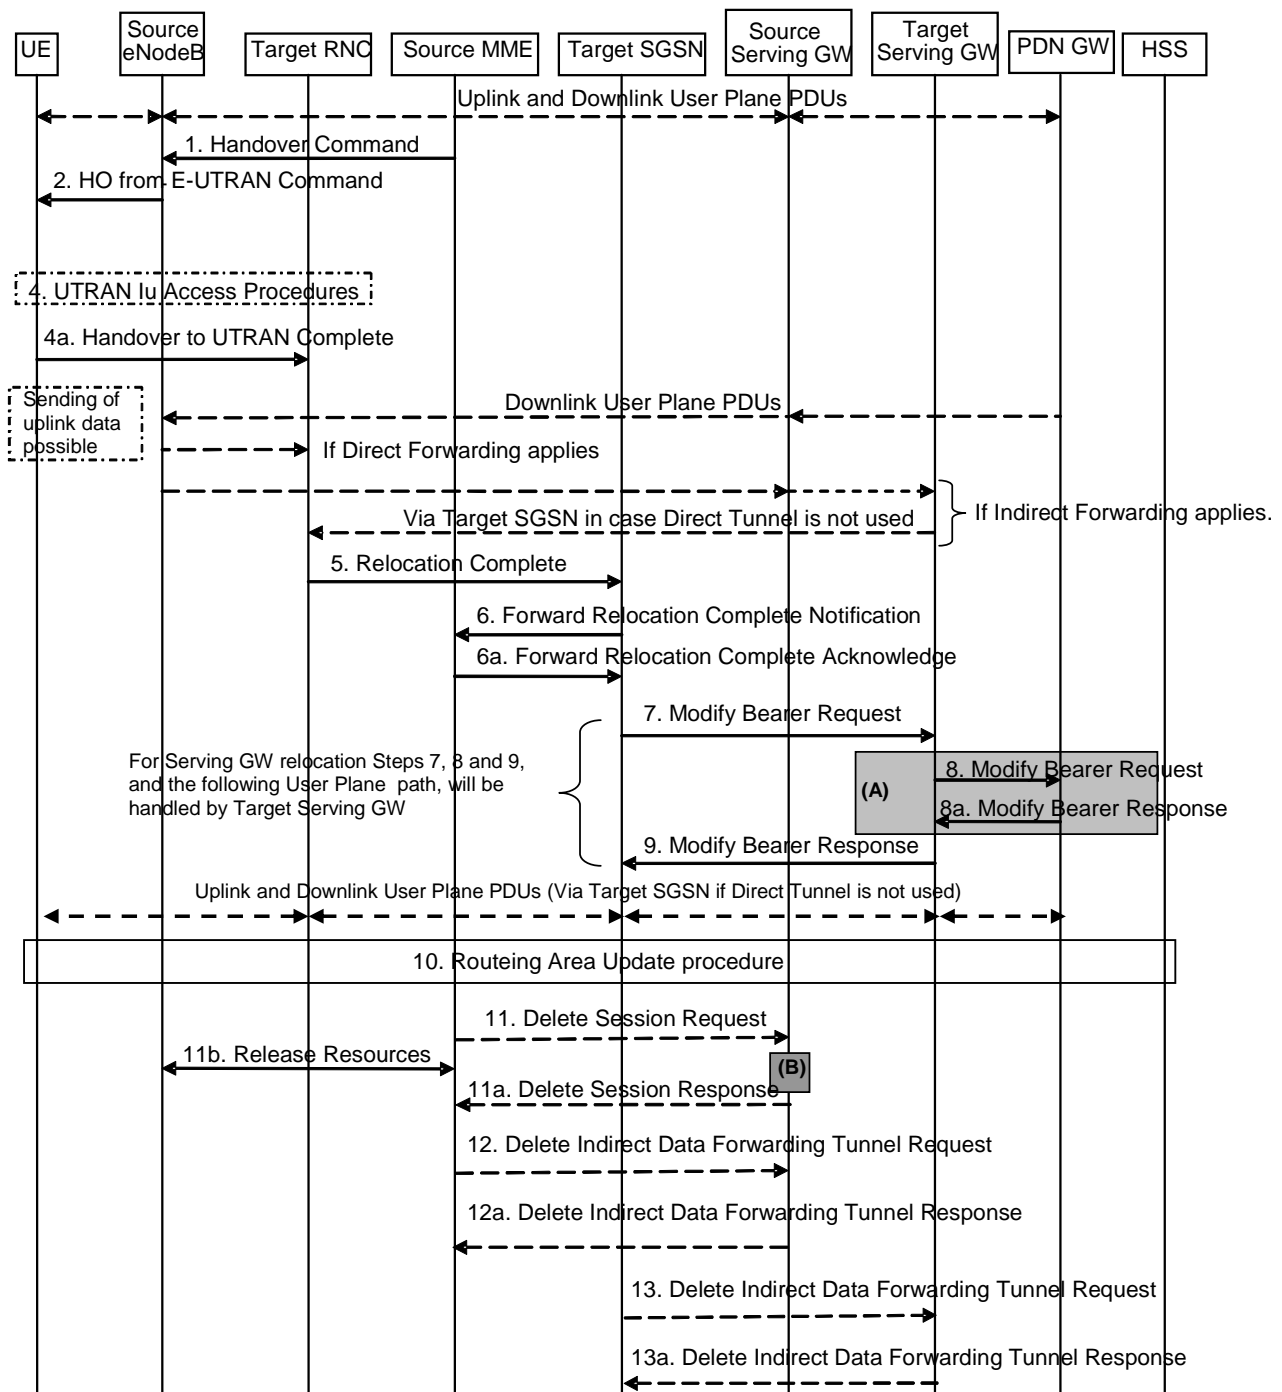 UE
Source
eNodeB
Target RNC
Source MME
Target SGSN
Source
Serving GW
Target
Serving GW
PDN GW
HSS
Uplink and Downlink User Plane PDUs
1. Handover Command
2. HO from E-UTRAN Command
4. UTRAN Iu Access Procedures
4a. Handover to UTRAN Complete
Sending of
uplink data
possible
Downlink User Plane PDUs
If Direct Forwarding applies
Via Target SGSN in case Direct Tunnel is not used
If Indirect Forwarding applies.
5. Relocation Complete
6. Forward Relocation Complete Notification
6a. Forward Relocation Complete Acknowledge
7. Modify Bearer Request
For Serving GW relocation Steps 7, 8 and 9,
and the following User Plane path, will be
handled by Target Serving GW
(A)
8. Modify Bearer Request
8a. Modify Bearer Response
9. Modify Bearer Response
Uplink and Downlink User Plane PDUs (Via Target SGSN if Direct Tunnel is not used)
10. Routeing Area Update procedure
11. Delete Session Request
11b. Release Resources
(B)
11a. Delete Session Response
12. Delete Indirect Data Forwarding Tunnel Request
12a. Delete Indirect Data Forwarding Tunnel Response
13. Delete Indirect Data Forwarding Tunnel Request
13a. Delete Indirect Data Forwarding Tunnel Response